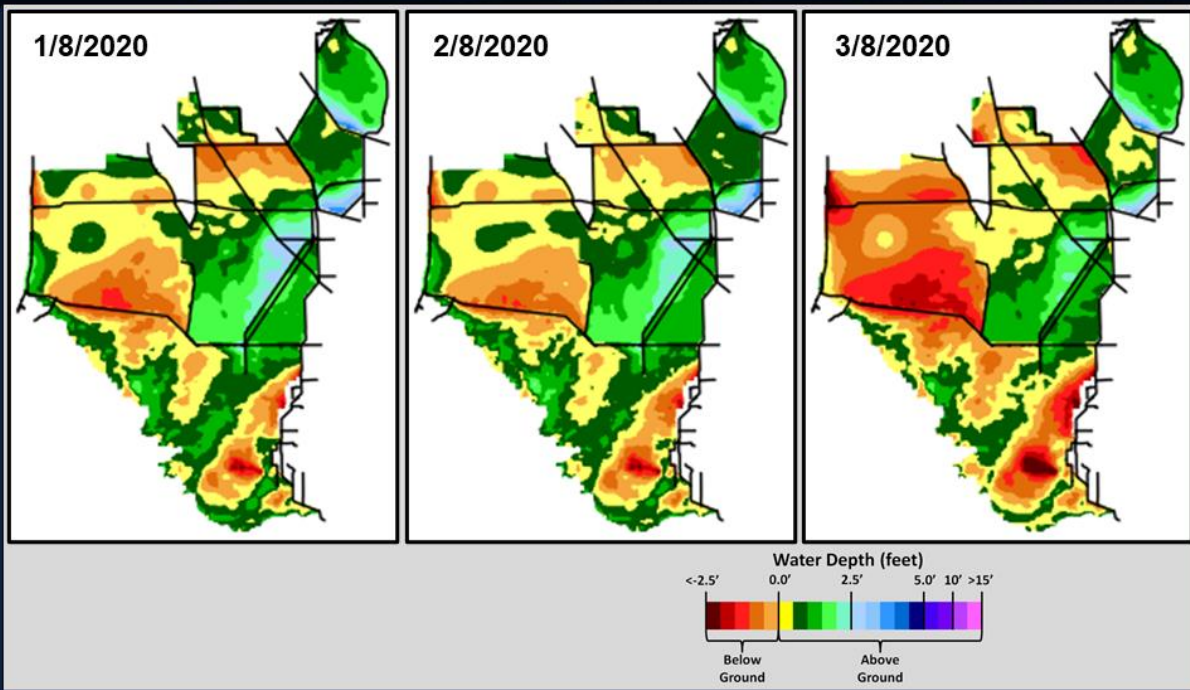 1/8/2020
2/8/2020
3/8/2020
Water Depth (feet)
<-2.5' 0.0' 2.5' 5.0' 10' >15'
Below Ground
Above Ground